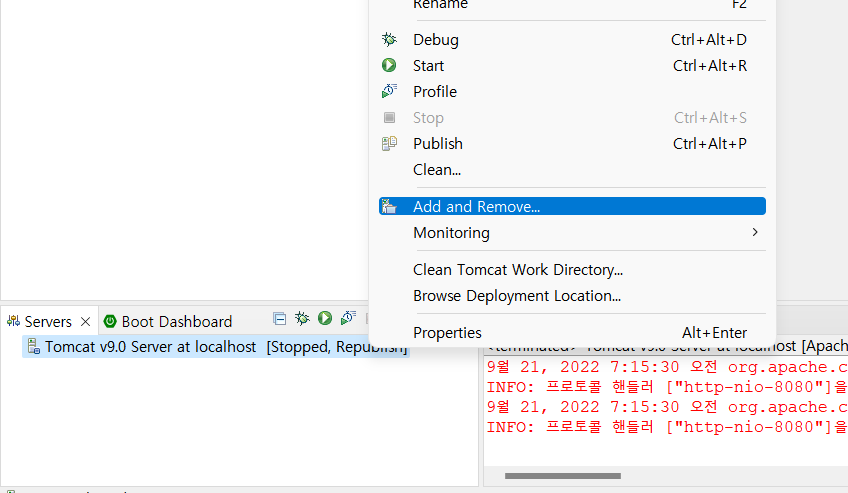 Rename F2
Debug Ctrl+Alt+D
Start Ctrl+Alt+R
Profile
Stop Ctrl+Alt+S
Publish Ctrl+Alt+P
Clean...
Add and Remove...
Monitoring
Clean Tomcat Work Directory...
Browse Deployment Location...
Properties Alt+Enter
Servers Boot Dashboard
Tomcat v9.0 Server at localhost [Stopped, Republish]
<terminated> Tomcat v9.0 Server at localhost [Apach
9월 21, 2022 7:15:30 오전 org.apache.c
INFO: 프로토콜 핸들러 ["http-nio-8080"]을
9월 21, 2022 7:15:30 오전 org.apache.c
INFO: 프로토콜 핸들러 ["http-nio-8080"]을